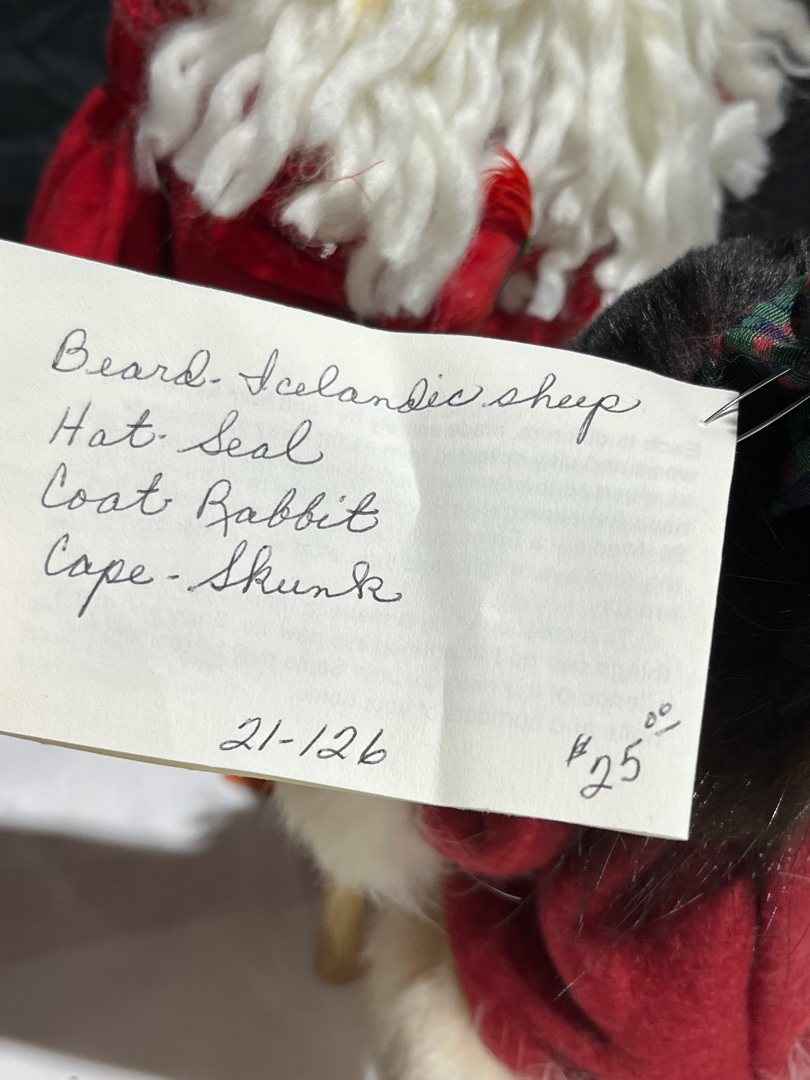 Beard - Icelandic sheep
Hat - Seal
Coat - Rabbit
Cape - Skunk
21-126
$25.00